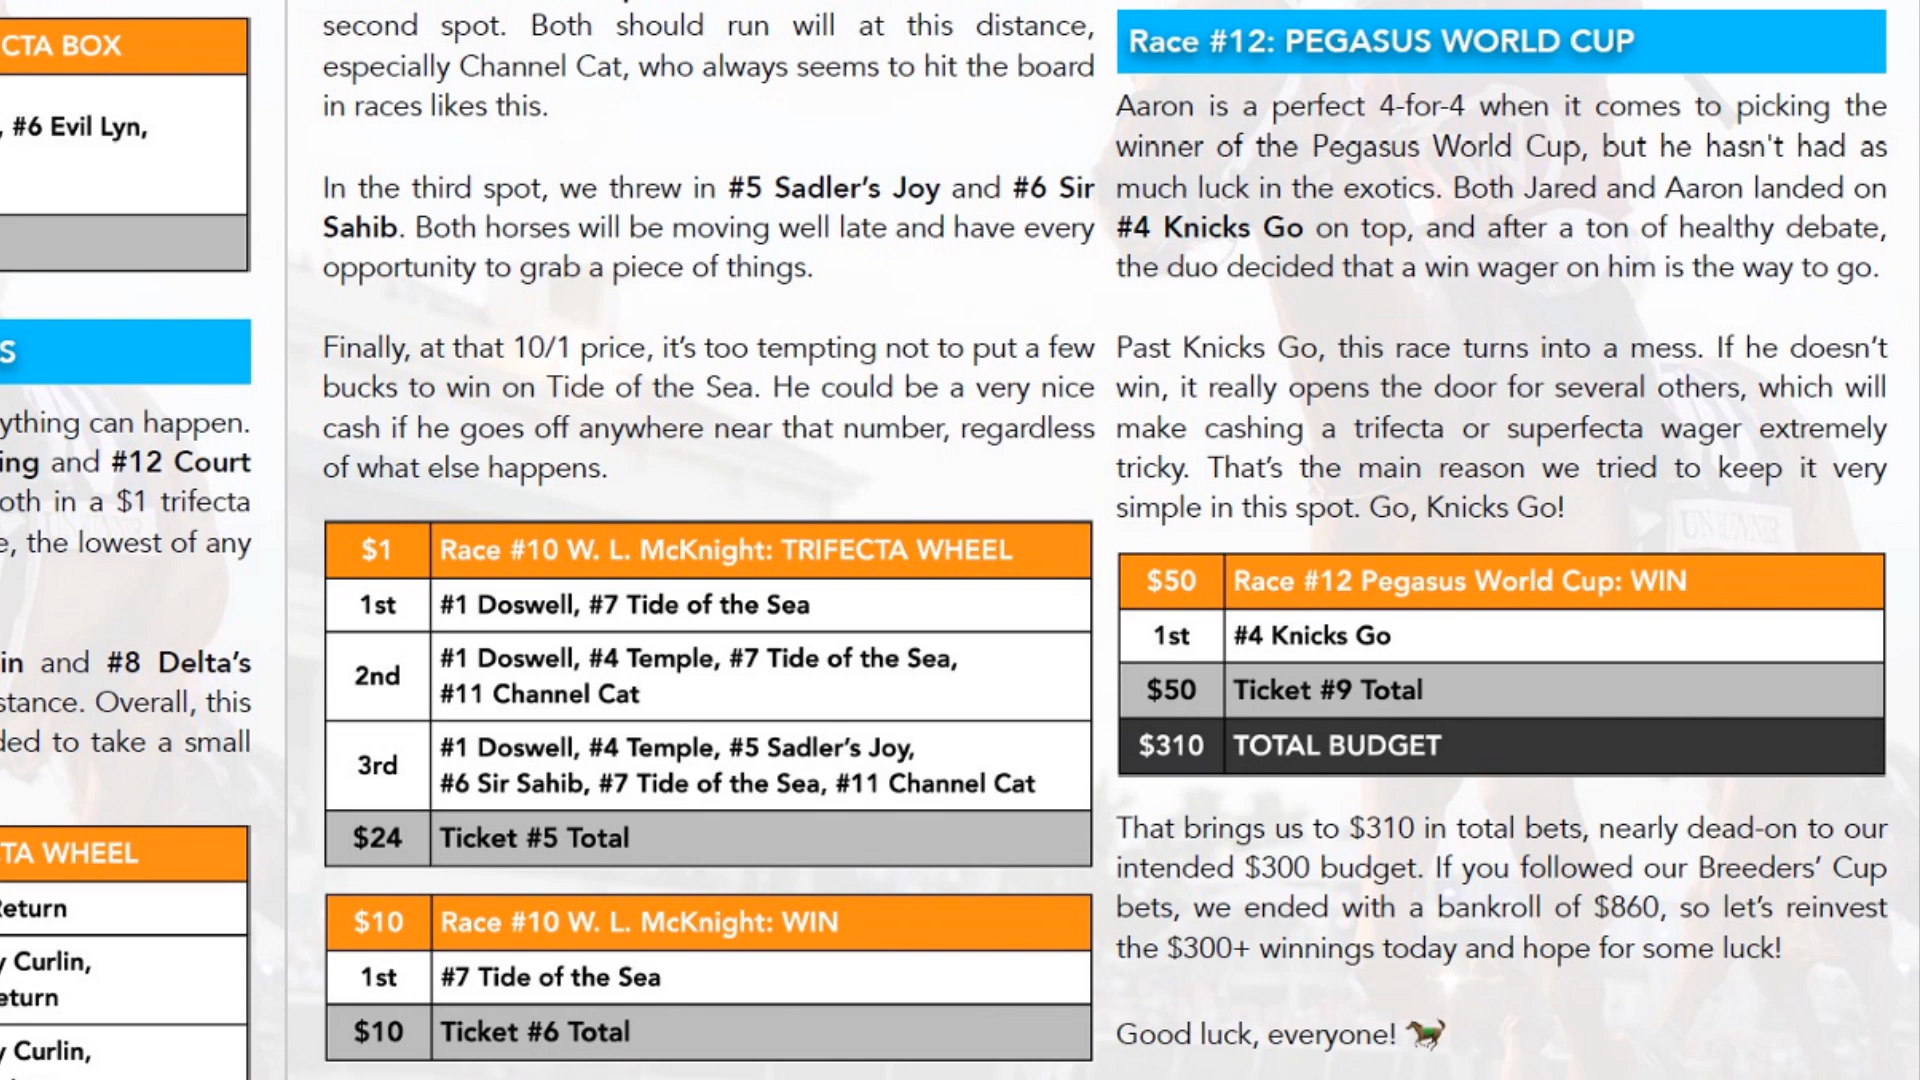 CTA BOX
, #6 Evil Lyn,
S
ything can happen.
ing and #12 Court
oth in a $1 trifecta
e, the lowest of any
in and #8 Delta's
stance. Overall, this
ded to take a small
TA WHEEL
Return
y Curlin,
eturn
y Curlin,
second spot. Both should run will at this distance,
especially Channel Cat, who always seems to hit the board
in races likes this.
In the third spot, we threw in #5 Sadler's Joy and #6 Sir
Sahib. Both horses will be moving well late and have every
opportunity to grab a piece of things.
Finally, at that 10/1 price, it's too tempting not to put a few
bucks to win on Tide of the Sea. He could be a very nice
cash if he goes off anywhere near that number, regardless
of what else happens.
$1 Race #10 W. L. McKnight: TRIFECTA WHEEL
1st #1 Doswell, #7 Tide of the Sea
2nd #1 Doswell, #4 Temple, #7 Tide of the Sea,
#11 Channel Cat
3rd #1 Doswell, #4 Temple, #5 Sadler's Joy,
#6 Sir Sahib, #7 Tide of the Sea, #11 Channel Cat
$24 Ticket #5 Total
$10 Race #10 W. L. McKnight: WIN
1st #7 Tide of the Sea
$10 Ticket #6 Total
Race #12: PEGASUS WORLD CUP
Aaron is a perfect 4-for-4 when it comes to picking the
winner of the Pegasus World Cup, but he hasn't had as
much luck in the exotics. Both Jared and Aaron landed on
#4 Knicks Go on top, and after a ton of healthy debate,
the duo decided that a win wager on him is the way to go.
Past Knicks Go, this race turns into a mess. If he doesn't
win, it really opens the door for several others, which will
make cashing a trifecta or superfecta wager extremely
tricky. That's the main reason we tried to keep it very
simple in this spot. Go, Knicks Go!
$50 Race #12 Pegasus World Cup: WIN
1st #4 Knicks Go
$50 Ticket #9 Total
$310 TOTAL BUDGET
That brings us to $310 in total bets, nearly dead-on to our
intended $300 budget. If you followed our Breeders' Cup
bets, we ended with a bankroll of $860, so let's reinvest
the $300+ winnings today and hope for some luck!
Good luck, everyone!